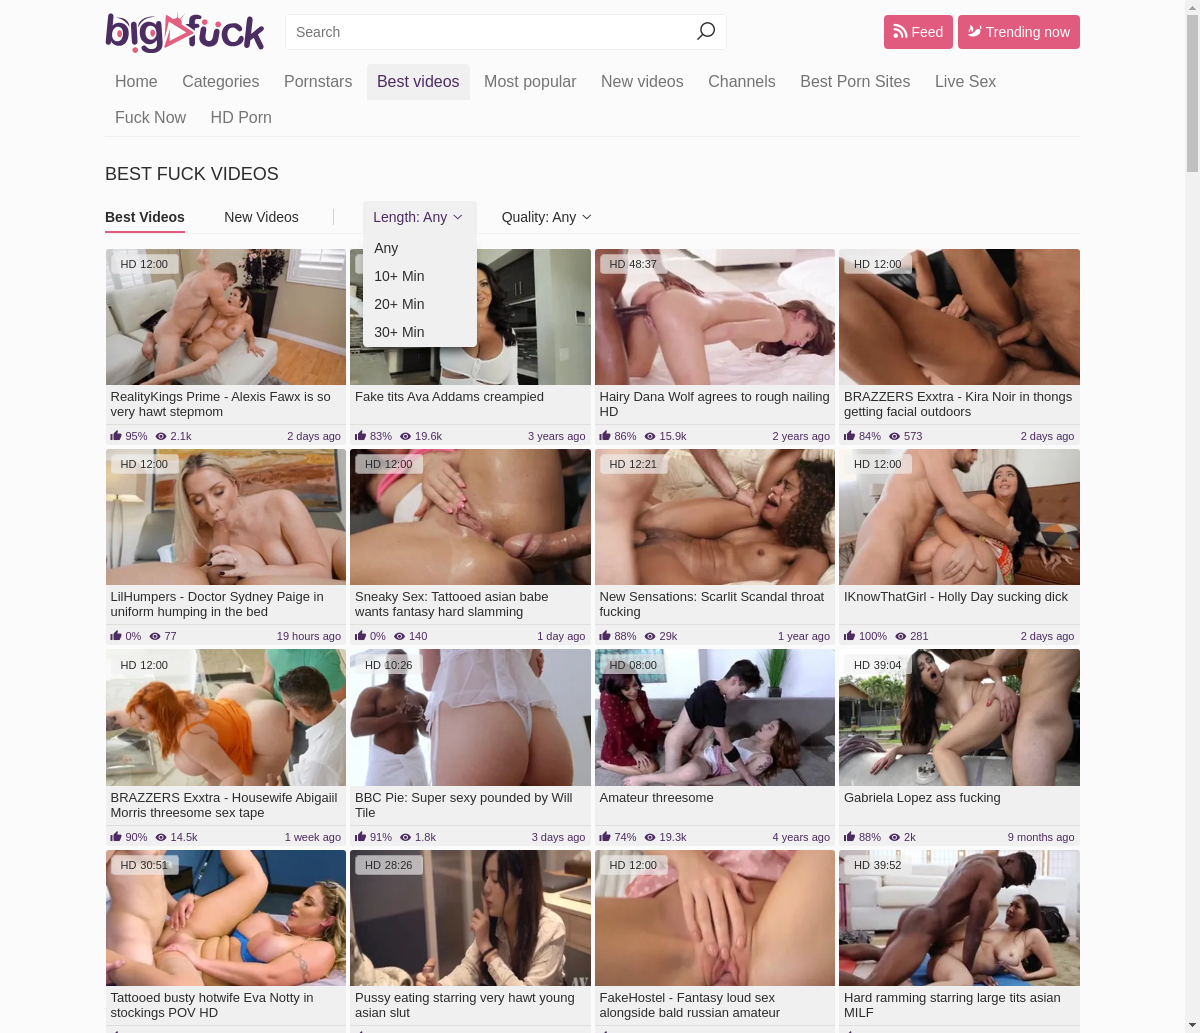 bigfuck
Search
Feed
Trending now
Home Categories Pornstars Best videos Most popular New videos Channels Best Porn Sites Live Sex
Fuck Now HD Porn
BEST FUCK VIDEOS
Best Videos New Videos Length: Any Quality: Any
Any
10+ Min
20+ Min
30+ Min
HD 12:00
RealityKings Prime - Alexis Fawx is so
very hawt stepmom
95% 2.1k 2 days ago
Fake tits Ava Addams creampied
83% 19.6k 3 years ago
HD 48:37
Hairy Dana Wolf agrees to rough nailing
HD
86% 15.9k 2 years ago
HD 12:00
BRAZZERS Exxtra - Kira Noir in thongs
getting facial outdoors
84% 573 2 days ago
HD 12:00
LilHumpers - Doctor Sydney Paige in
uniform humping in the bed
0% 77 19 hours ago
HD 12:00
Sneaky Sex: Tattooed asian babe
wants fantasy hard slamming
0% 140 1 day ago
HD 12:21
New Sensations: Scarlit Scandal throat
fucking
88% 29k 1 year ago
HD 12:00
IKnowThatGirl - Holly Day sucking dick
100% 281 2 days ago
HD 12:00
BRAZZERS Exxtra - Housewife Abigaiil
Morris threesome sex tape
90% 14.5k 1 week ago
HD 10:26
BBC Pie: Super sexy pounded by Will
Tile
91% 1.8k 3 days ago
HD 08:00
Amateur threesome
74% 19.3k 4 years ago
HD 39:04
Gabriela Lopez ass fucking
88% 2k 9 months ago
HD 30:51
Tattooed busty hotwife Eva Notty in
stockings POV HD
HD 28:26
Pussy eating starring very hawt young
asian slut
HD 12:00
FakeHostel - Fantasy loud sex
alongside bald russian amateur
HD 39:52
Hard ramming starring large tits asian
MILF